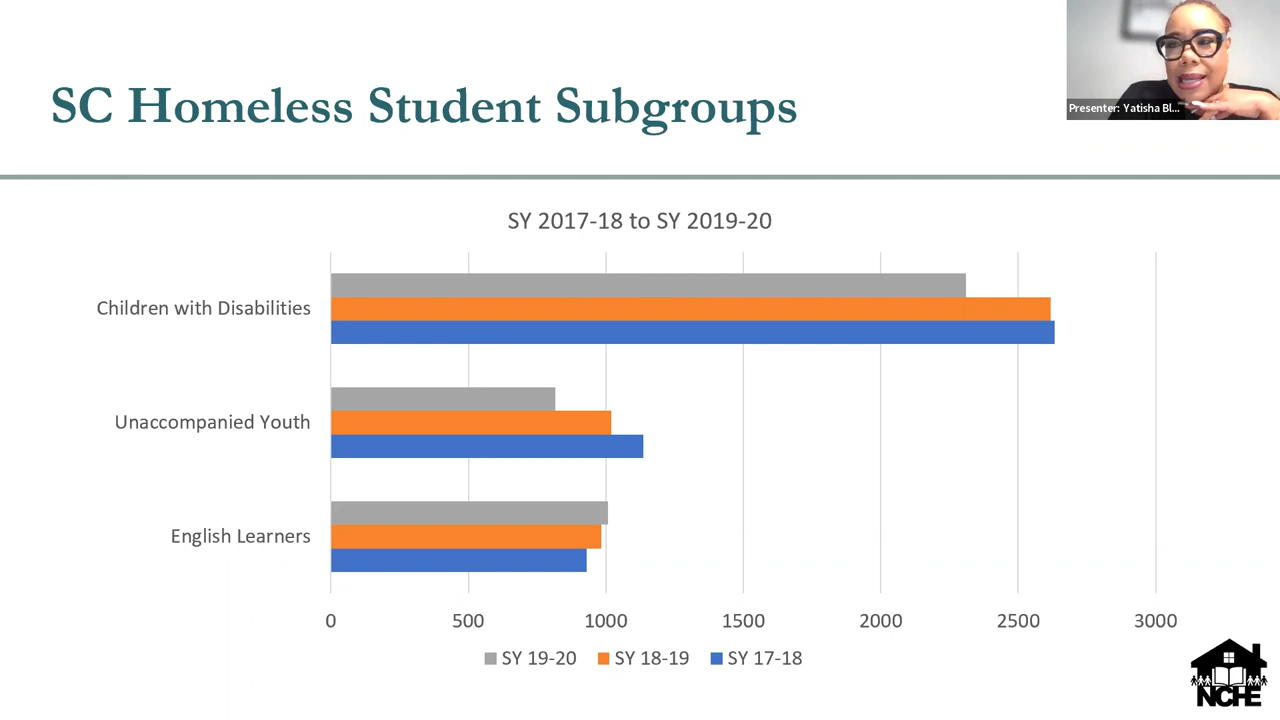 SC Homeless Student Subgroups
Presenter: Yatisha Bl...
SY 2017-18 to SY 2019-20
Children with Disabilities
Unaccompanied Youth
English Learners
0 500 1000 1500 2000 2500 3000
SY 19-20 SY 18-19 SY 17-18
NCHE